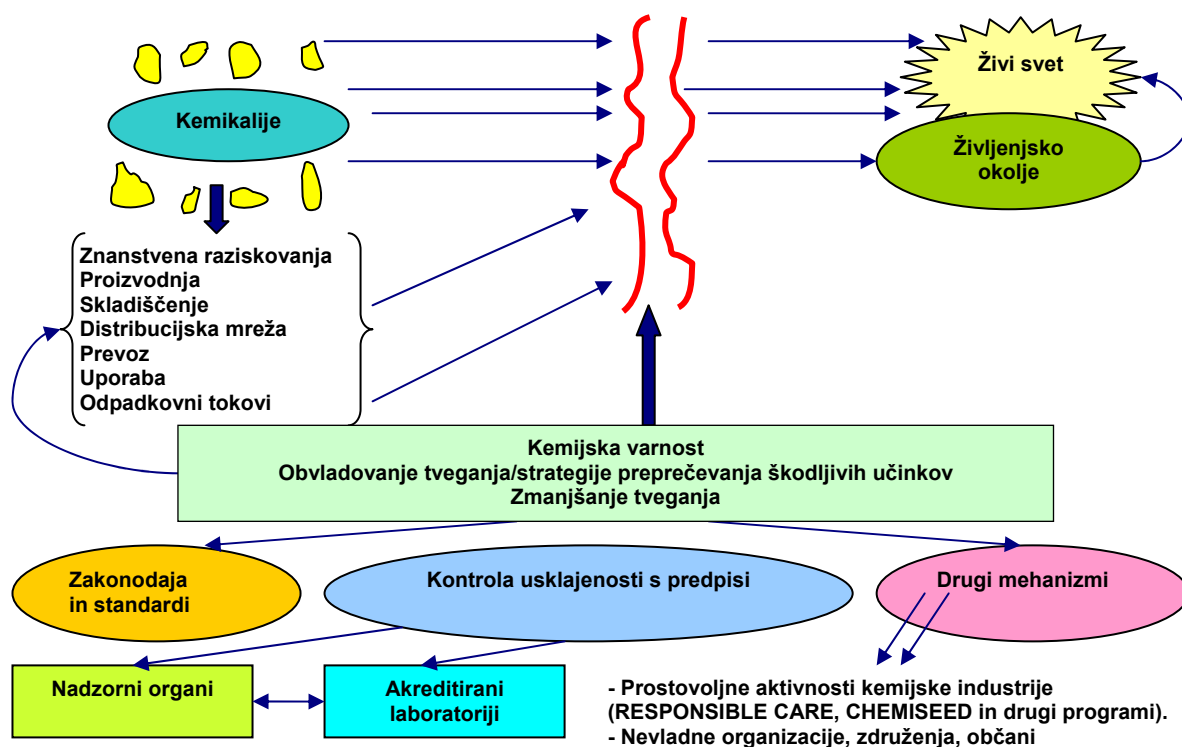 Kemikalije
Živi svet
Življenjsko
okolje
Znanstvena raziskovanja
Proizvodnja
Skladiščenje
Distribucijska mreža
Prevoz
Uporaba
Odpadkovni tokovi
Kemijska varnost
Obvladovanje tveganja/strategije preprečevanja škodljivih učinkov
Zmanjšanje tveganja
Zakonodaja
in standardi
Kontrola usklajenosti s predpisi
Drugi mehanizmi
Nadzorni organi
Akreditirani
laboratoriji
- Prostovoljne aktivnosti kemijske industrije
(RESPONSIBLE CARE, CHEMISEED in drugi programi).
- Nevladne organizacije, združenja, občani